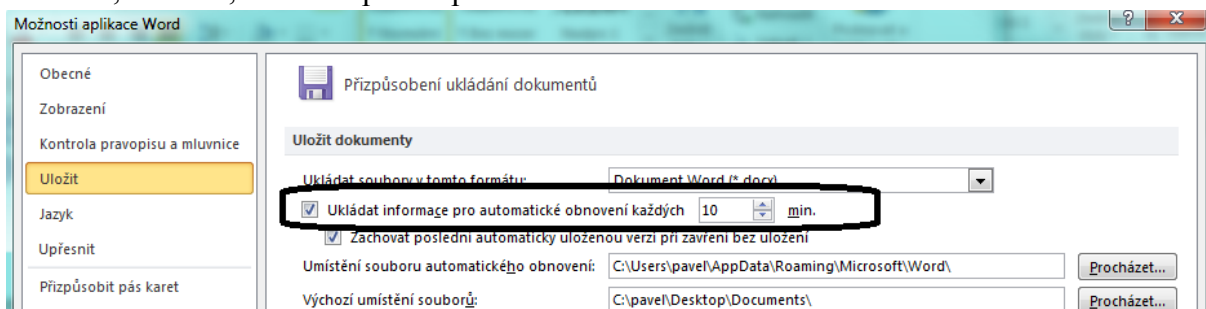 Možnosti aplikace Word
Obecné
Zobrazení
Kontrola pravopisu a mluvnice
Uložit
Jazyk
Upřesnit
Přizpůsobit pás karet
Přizpůsobení ukládání dokumentů
Uložit dokumenty
Ukládat soubory v tomto formátu: Dokument Word (*.docx)
Ukládat informace pro automatické obnovení každých 10 min.
Zachovat poslední automaticky uloženou verzi při zavření bez uložení
Umístění souboru automatického obnovení: C:\Users\pavel\AppData\Roaming\Microsoft\Word\ Procházet...
Výchozí umístění souborů: C:\pavel\Desktop\Documents\ Procházet...